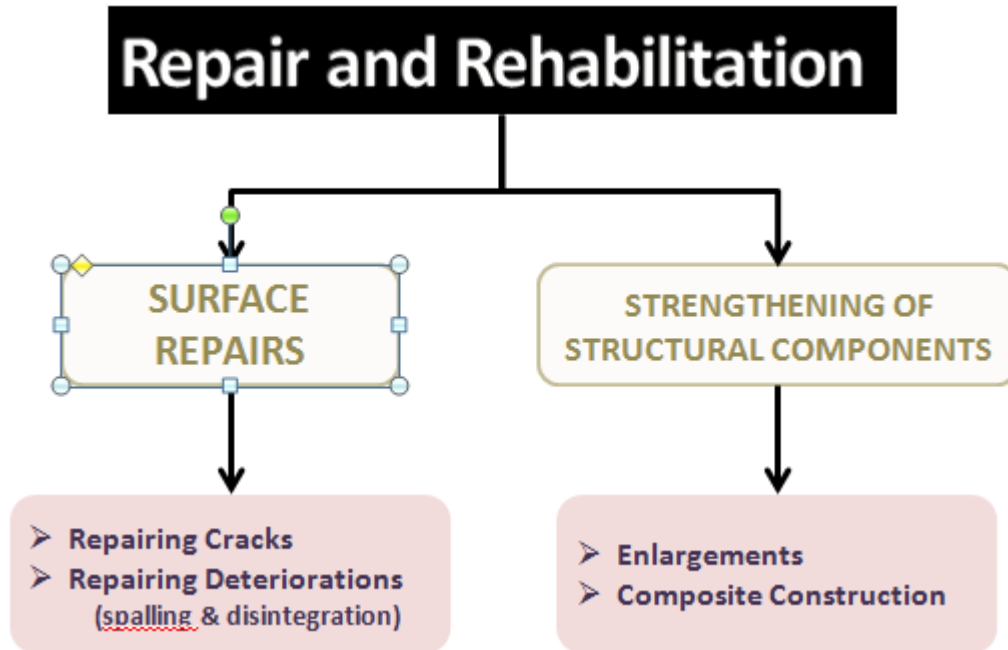 Repair and Rehabilitation
SURFACE
REPAIRS
➢ Repairing Cracks
➢ Repairing Deteriorations
(spalling & disintegration)
STRENGTHENING OF
STRUCTURAL COMPONENTS
➢ Enlargements
➢ Composite Construction